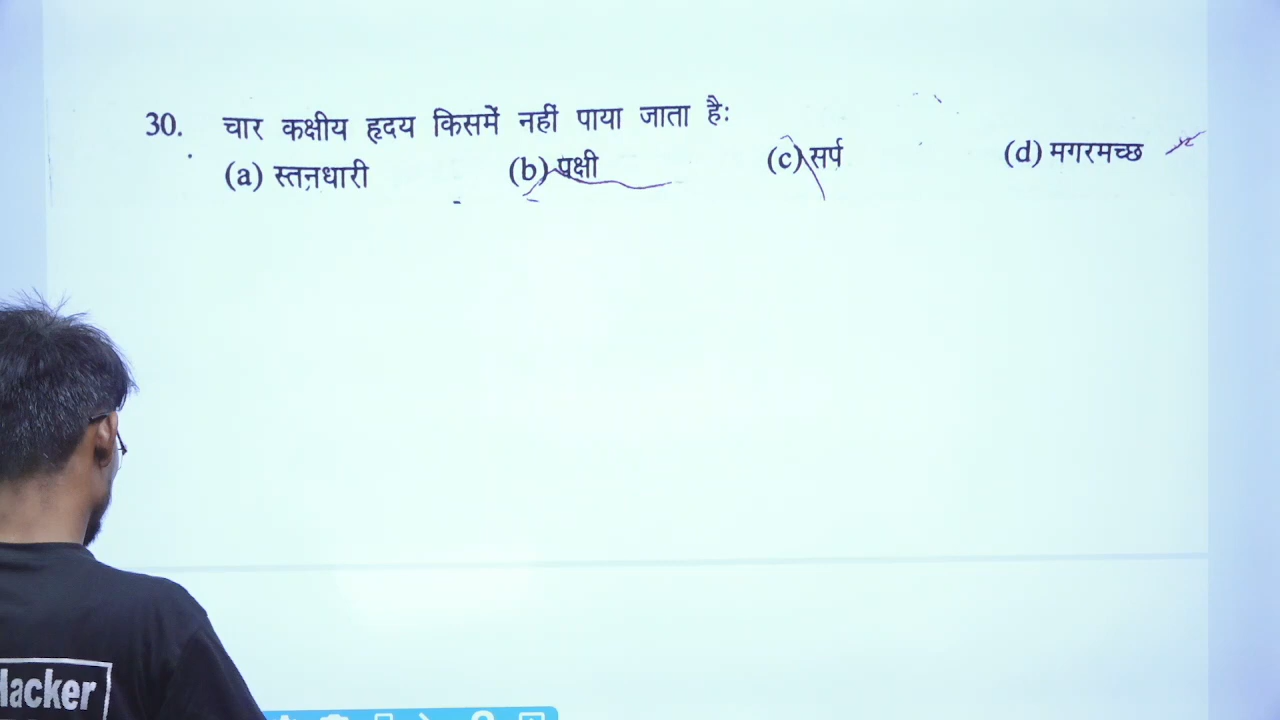 30. चार कक्षीय हृदय किसमें नहीं पाया जाता है:
(a) स्तनधारी (b) पक्षी (c) सर्प (d) मगरमच्छ
Hacker